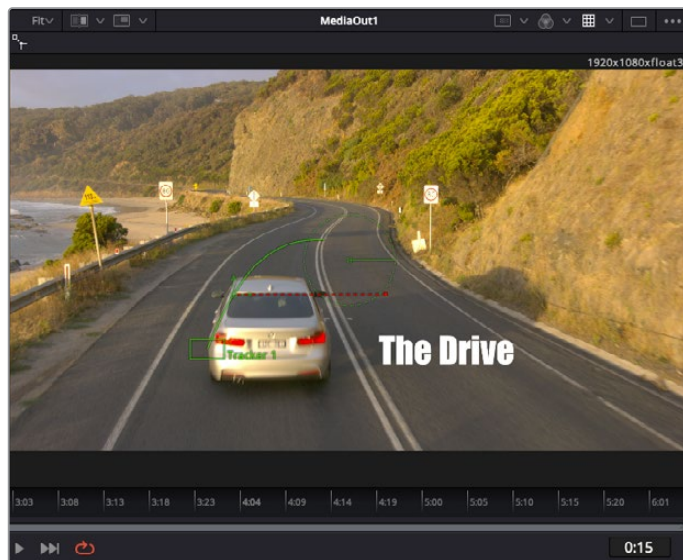 Fit
MediaOut1
1920x1080xfloat3
Tracker 1
The Drive
3:03 3:08 3:13 3:18 3:23 4:04 4:09 4:14 4:19 5:00 5:05 5:10 5:15 5:20 6:01
0:15